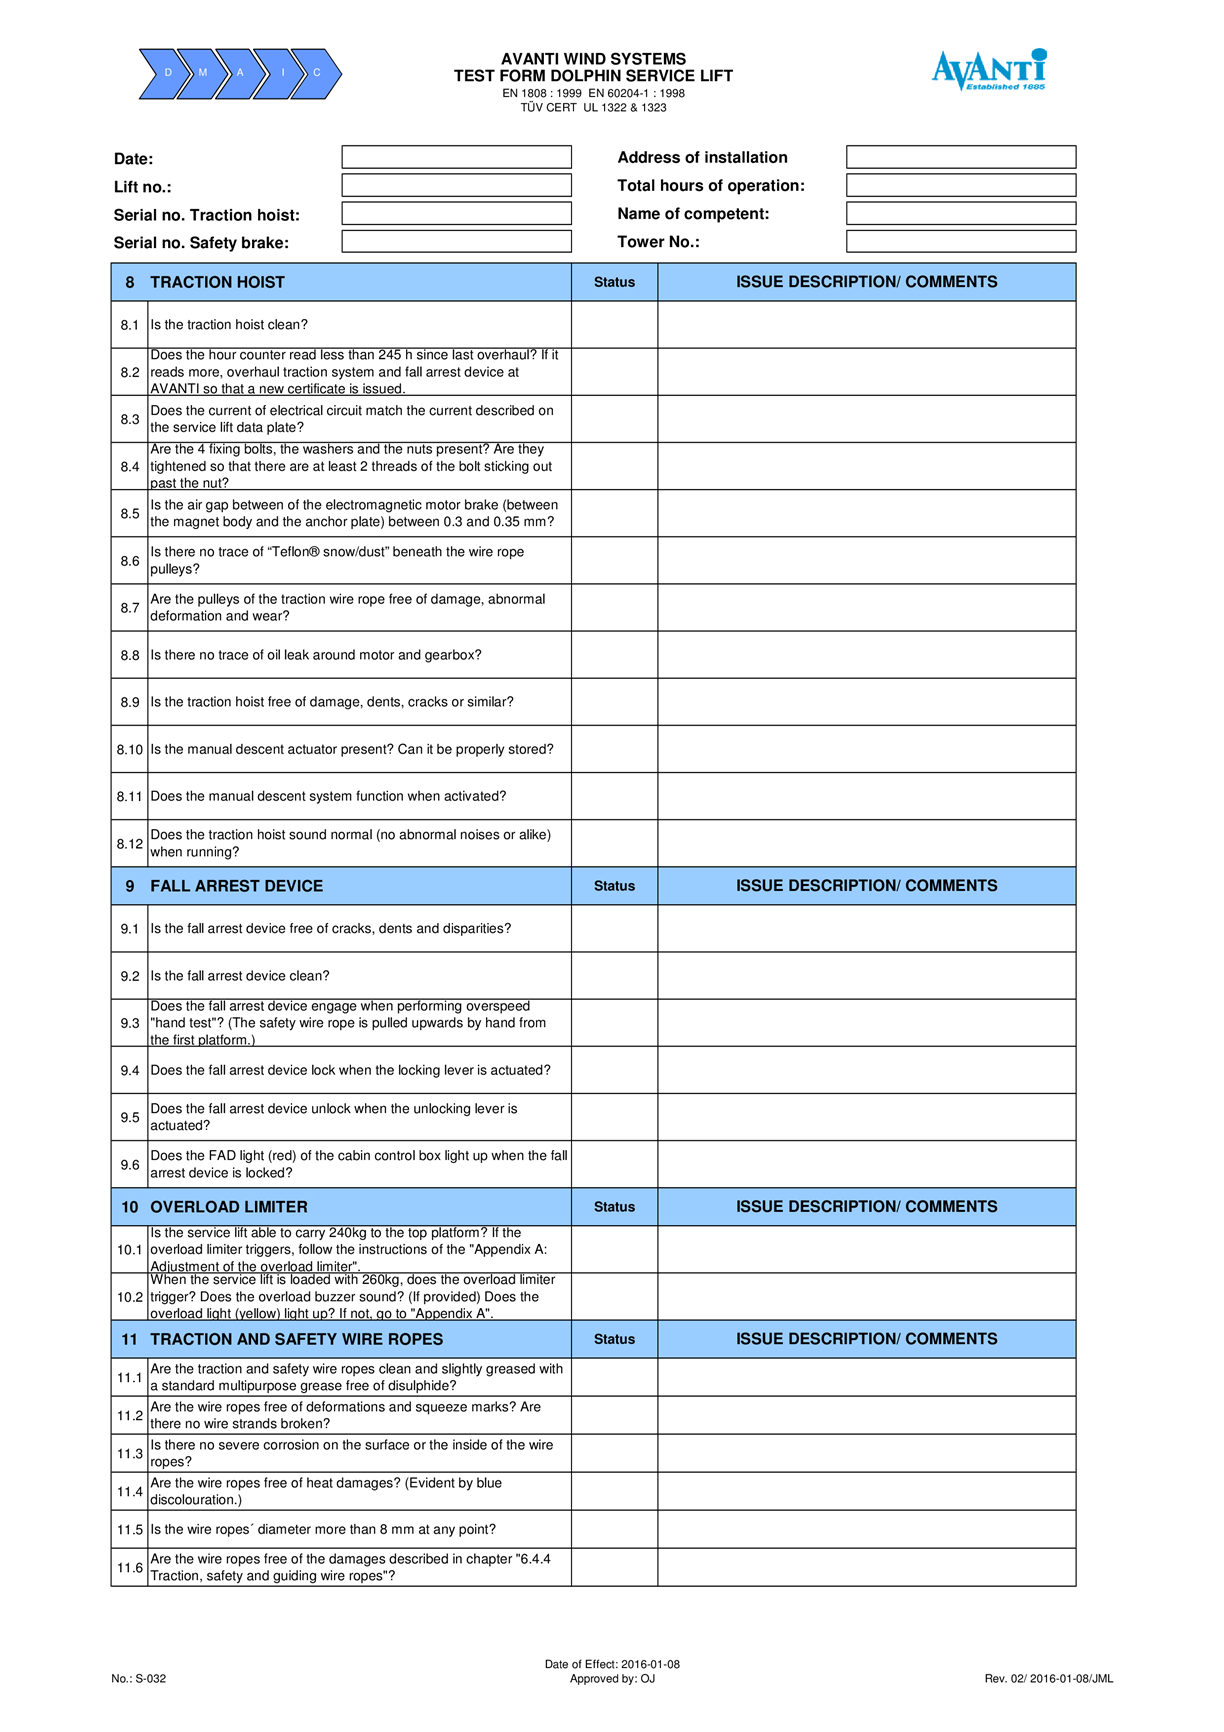 D M A I C
AVANTI WIND SYSTEMS
TEST FORM DOLPHIN SERVICE LIFT
EN 1808 : 1999  EN 60204-1 : 1998
TÜV CERT  UL 1322 & 1323
AVANTI
Established 1885
Date:
Address of installation
Lift no.:
Total hours of operation:
Serial no. Traction hoist:
Name of competent:
Serial no. Safety brake:
Tower No.:
8 TRACTION HOIST Status ISSUE DESCRIPTION/ COMMENTS
8.1 Is the traction hoist clean?
8.2 Does the hour counter read less than 245 h since last overhaul? If it
reads more, overhaul traction system and fall arrest device at
AVANTI so that a new certificate is issued.
8.3 Does the current of electrical circuit match the current described on
the service lift data plate?
8.4 Are the 4 fixing bolts, the washers and the nuts present? Are they
tightened so that there are at least 2 threads of the bolt sticking out
past the nut?
8.5 Is the air gap between of the electromagnetic motor brake (between
the magnet body and the anchor plate) between 0.3 and 0.35 mm?
8.6 Is there no trace of “Teflon® snow/dust” beneath the wire rope
pulleys?
8.7 Are the pulleys of the traction wire rope free of damage, abnormal
deformation and wear?
8.8 Is there no trace of oil leak around motor and gearbox?
8.9 Is the traction hoist free of damage, dents, cracks or similar?
8.10 Is the manual descent actuator present? Can it be properly stored?
8.11 Does the manual descent system function when activated?
8.12 Does the traction hoist sound normal (no abnormal noises or alike)
when running?
9 FALL ARREST DEVICE Status ISSUE DESCRIPTION/ COMMENTS
9.1 Is the fall arrest device free of cracks, dents and disparities?
9.2 Is the fall arrest device clean?
9.3 Does the fall arrest device engage when performing overspeed
"hand test"? (The safety wire rope is pulled upwards by hand from
the first platform.)
9.4 Does the fall arrest device lock when the locking lever is actuated?
9.5 Does the fall arrest device unlock when the unlocking lever is
actuated?
9.6 Does the FAD light (red) of the cabin control box light up when the fall
arrest device is locked?
10 OVERLOAD LIMITER Status ISSUE DESCRIPTION/ COMMENTS
10.1 Is the service lift able to carry 240kg to the top platform? If the
overload limiter triggers, follow the instructions of the "Appendix A:
Adjustment of the overload limiter".
10.2 When the service lift is loaded with 260kg, does the overload limiter
trigger? Does the overload buzzer sound? (If provided) Does the
overload light (yellow) light up? If not, go to "Appendix A".
11 TRACTION AND SAFETY WIRE ROPES Status ISSUE DESCRIPTION/ COMMENTS
11.1 Are the traction and safety wire ropes clean and slightly greased with
a standard multipurpose grease free of disulphide?
11.2 Are the wire ropes free of deformations and squeeze marks? Are
there no wire strands broken?
11.3 Is there no severe corrosion on the surface or the inside of the wire
ropes?
11.4 Are the wire ropes free of heat damages? (Evident by blue
discolouration.)
11.5 Is the wire ropes´ diameter more than 8 mm at any point?
11.6 Are the wire ropes free of the damages described in chapter "6.4.4
Traction, safety and guiding wire ropes"?
Date of Effect: 2016-01-08
No.: S-032
Approved by: OJ
Rev. 02/ 2016-01-08/JML